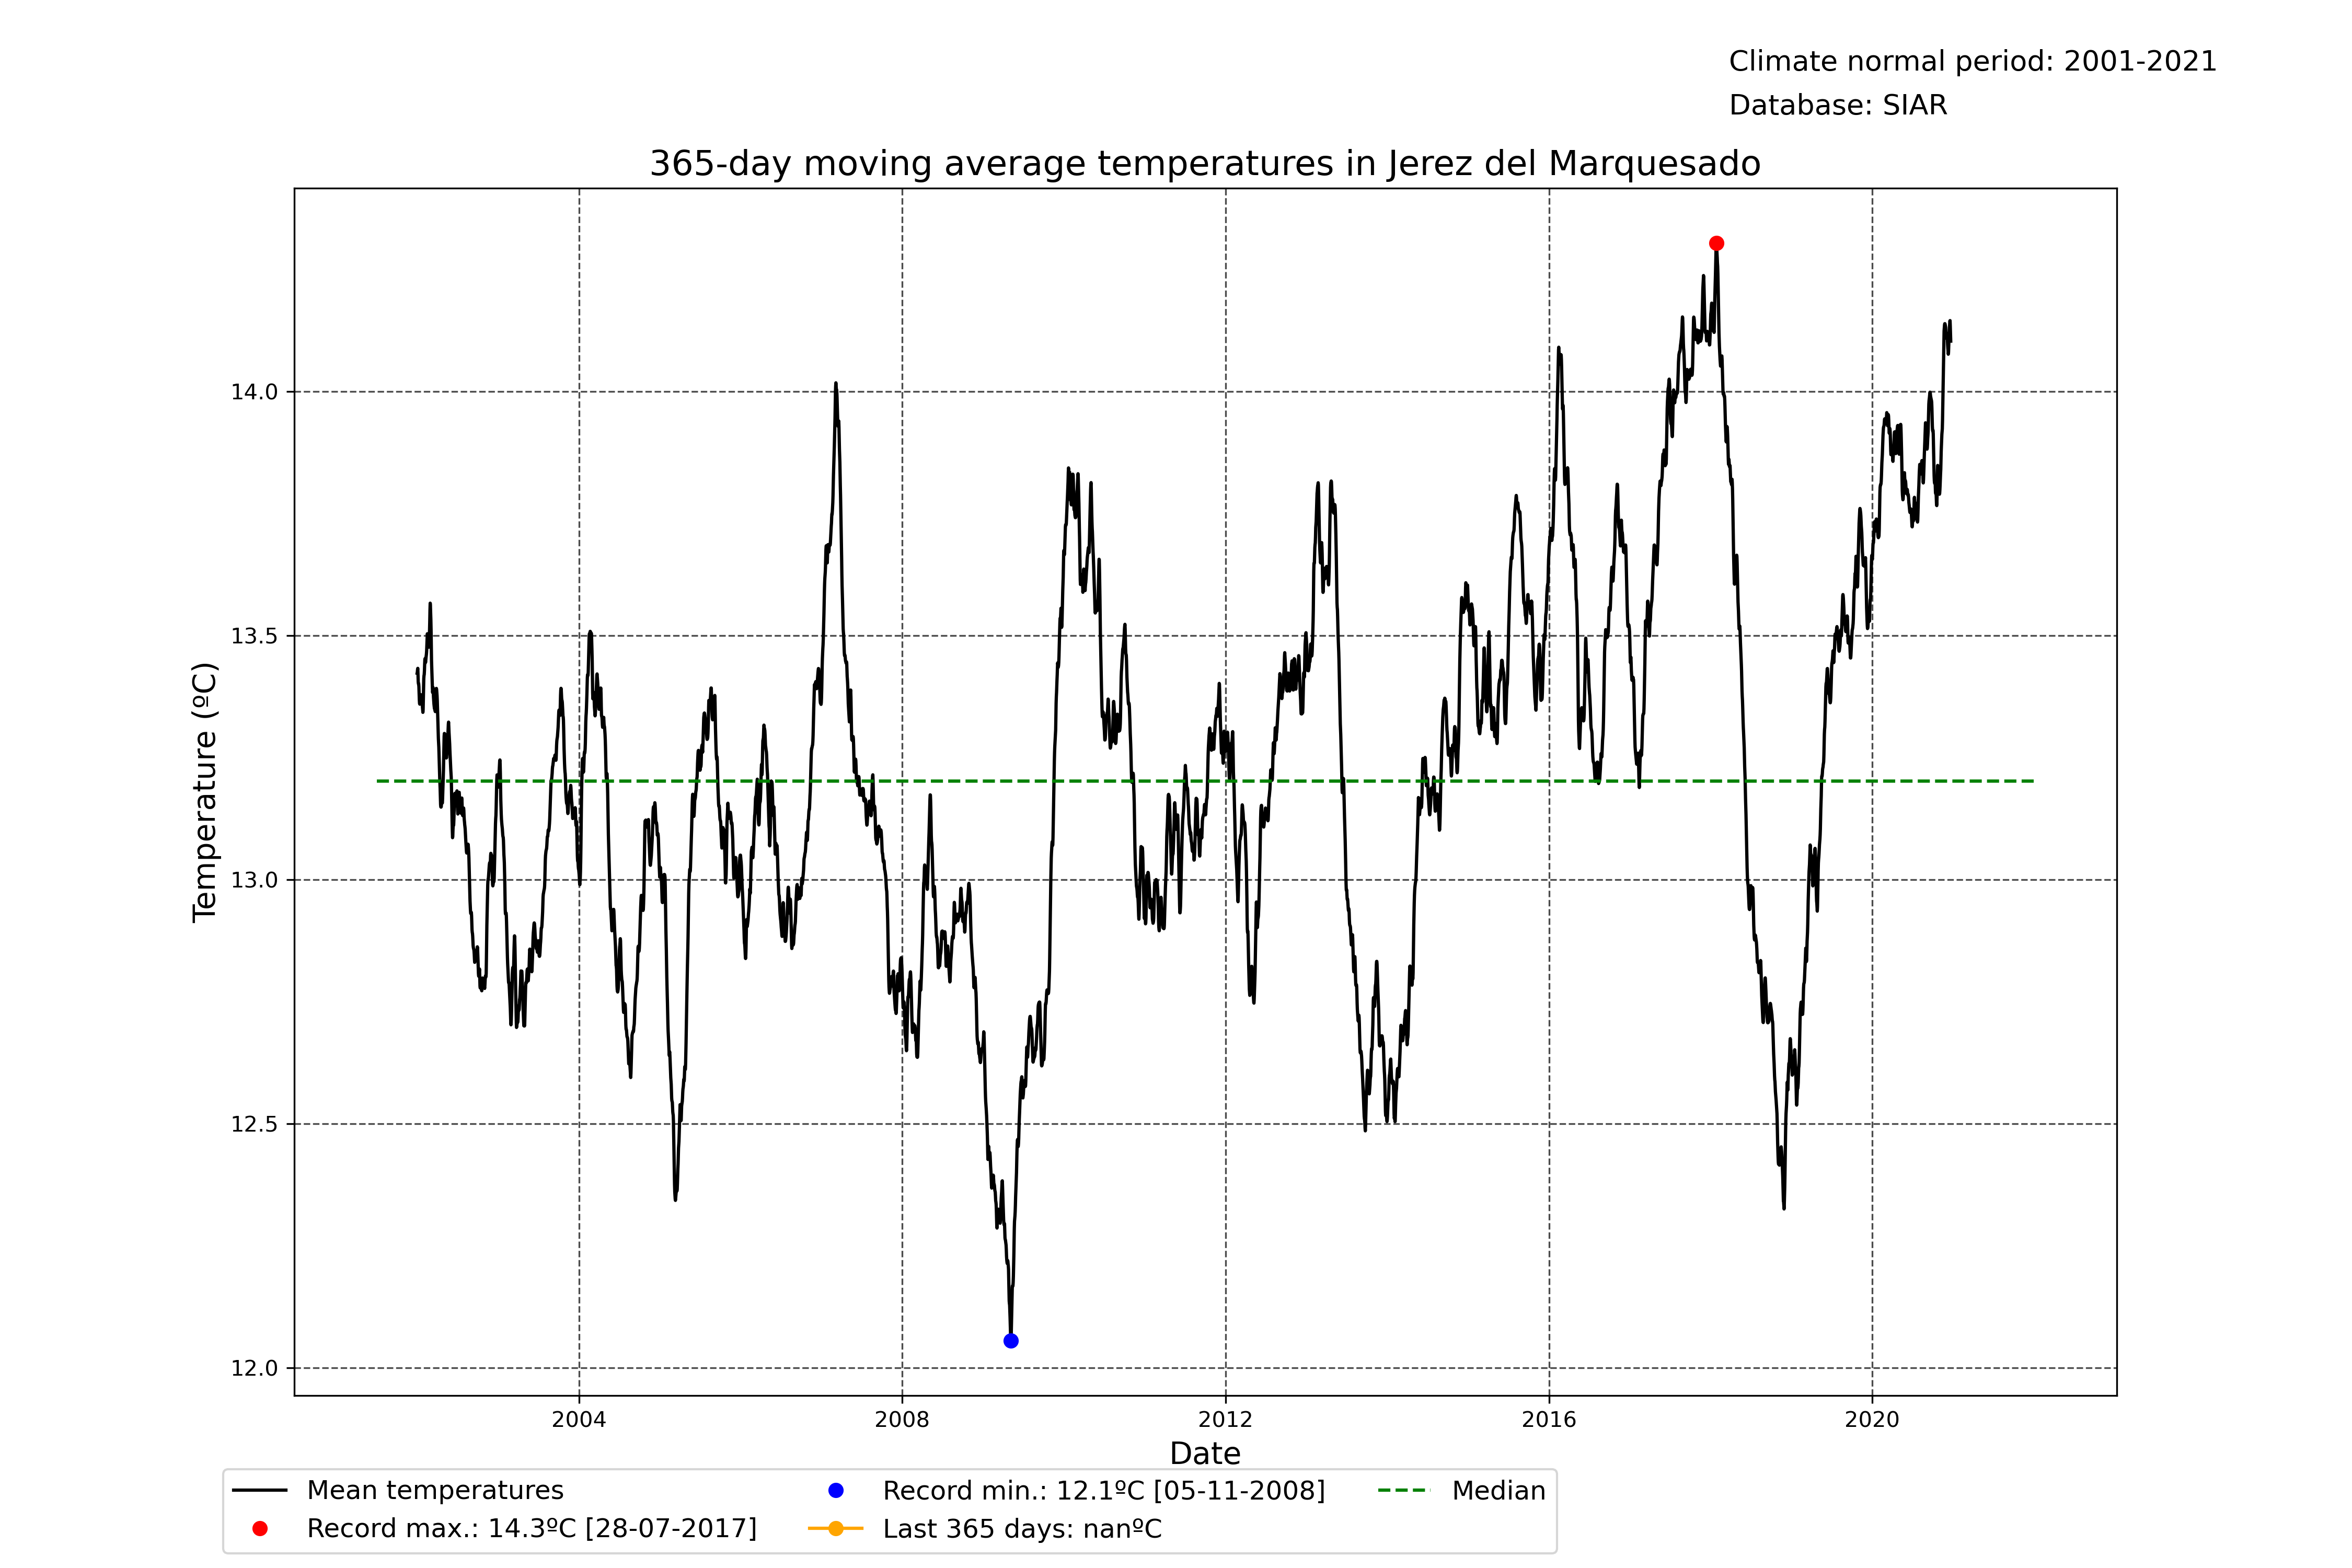 Climate normal period: 2001-2021
Database: SIAR
365-day moving average temperatures in Jerez del Marquesado
Temperature (ºC)
14.0
13.5
13.0
12.5
12.0
2004 2008 2012 2016 2020
Date
Mean temperatures
Record max.: 14.3ºC [28-07-2017]
Record min.: 12.1ºC [05-11-2008]
Last 365 days: nanºC
Median